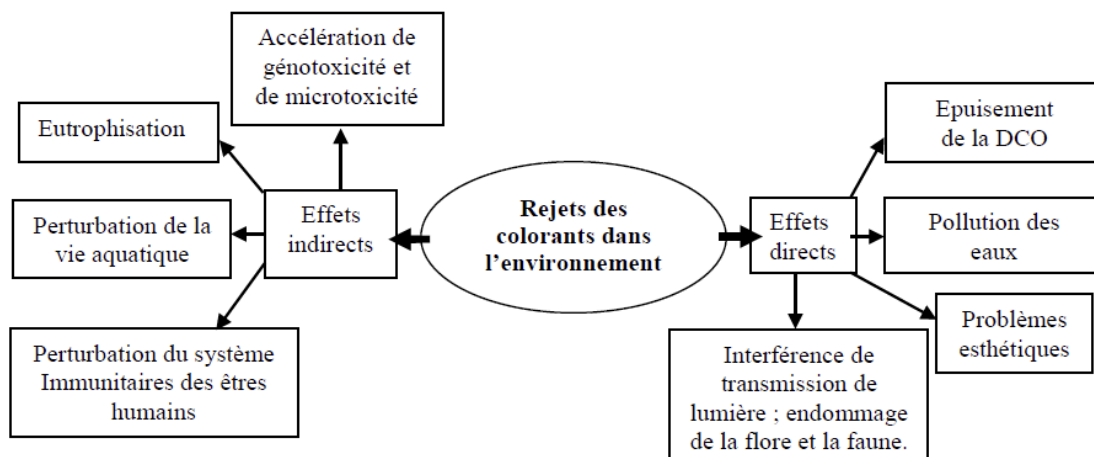 Accélération de
génotoxicité et
de microtoxicité
Eutrophisation
Perturbation de la
vie aquatique
Perturbation du système
Immunitaires des êtres
humains
Effets
indirects
Rejets des
colorants dans
l'environnement
Effets
directs
Epuisement
de la DCO
Pollution des
eaux
Problèmes
esthétiques
Interférence de
transmission de
lumière ; endommage
de la flore et la faune.